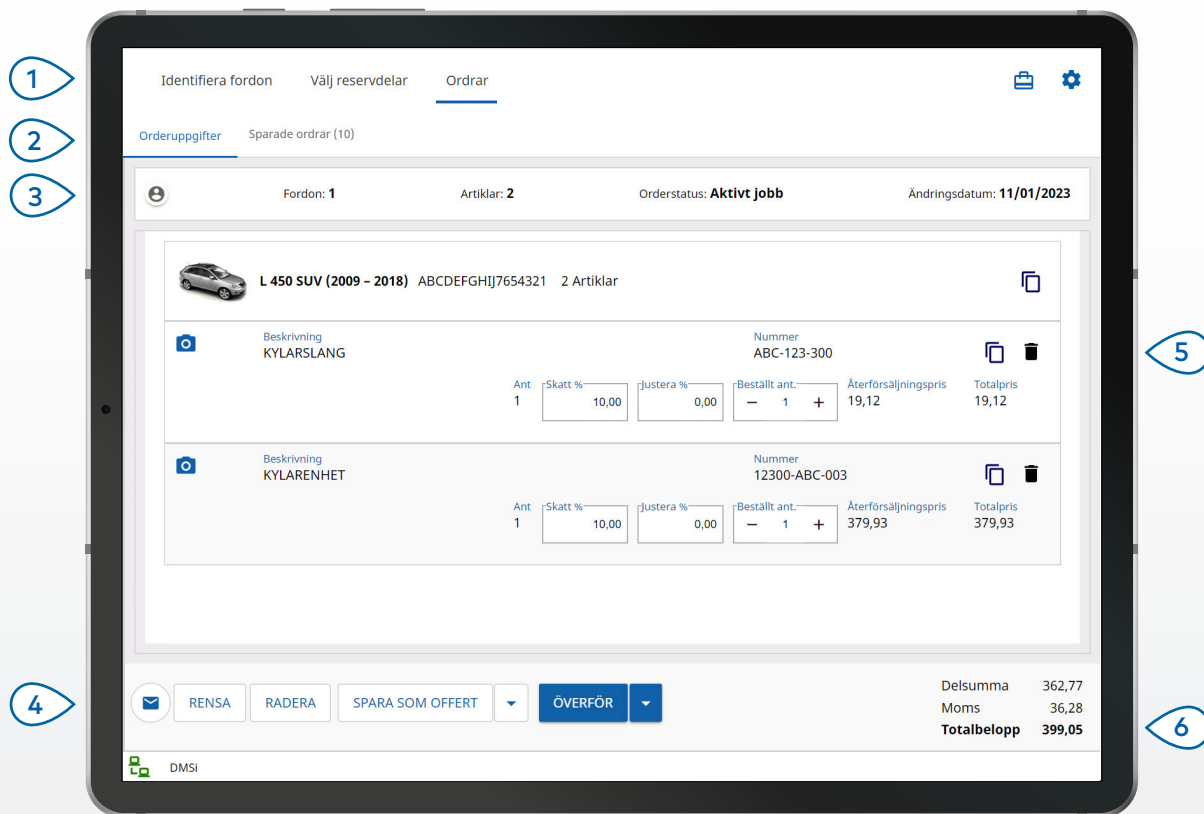 1
Identifiera fordon Välj reservdelar Ordrar
2
Orderuppgifter Sparade ordrar (10)
3
Fordon: 1 Artiklar: 2 Orderstatus: Aktivt jobb Ändringsdatum: 11/01/2023
L 450 SUV (2009 – 2018) ABCDEFGHIJ7654321 2 Artiklar
5
Beskrivning Nummer
KYLARSLANG ABC-123-300
Ant Skatt % Justera % Beställt ant. Återförsäljningspris Totalpris
1 10,00 0,00 − 1 + 19,12 19,12
Beskrivning Nummer
KYLARENHET 12300-ABC-003
Ant Skatt % Justera % Beställt ant. Återförsäljningspris Totalpris
1 10,00 0,00 − 1 + 379,93 379,93
4
RENSA RADERA SPARA SOM OFFERT ÖVERFÖR
Delsumma 362,77
Moms 36,28
Totalbelopp 399,05
6
DMSi